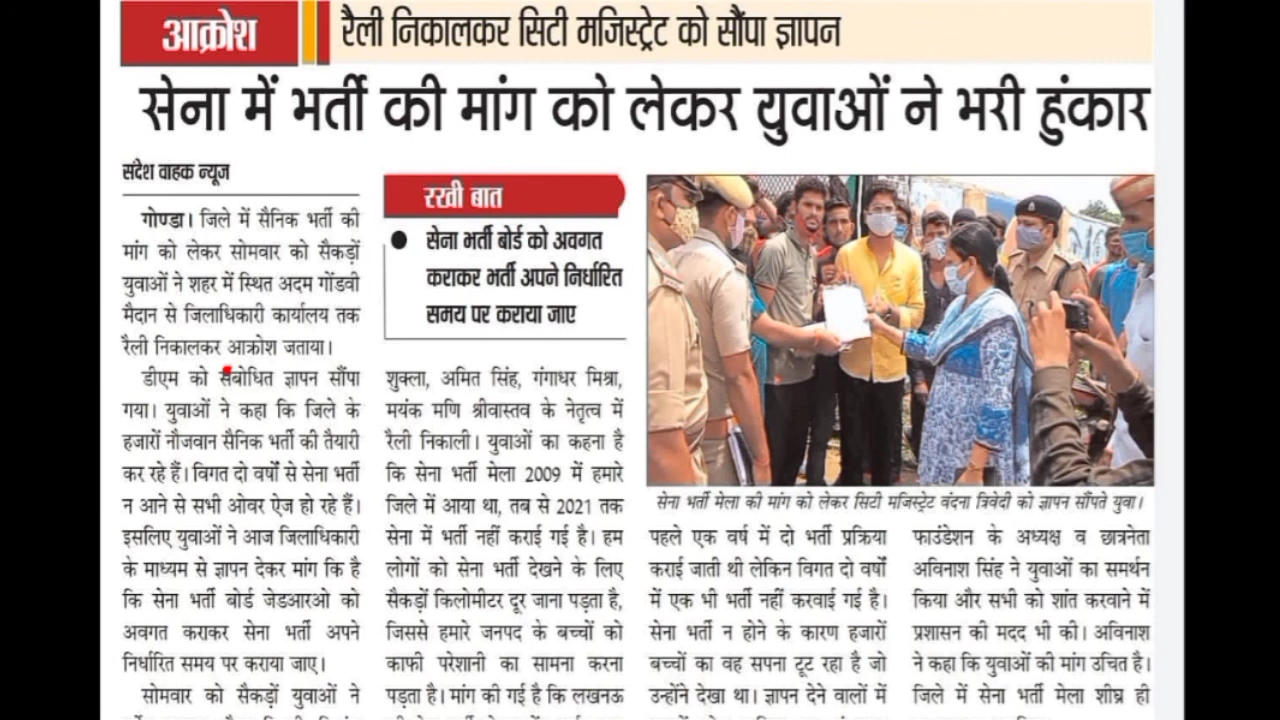 आक्रोश
रैली निकालकर सिटी मजिस्ट्रेट को सौंपा ज्ञापन
सेना में भर्ती की मांग को लेकर युवाओं ने भरी हुंकार
संदेश वाहक न्यूज
गोण्डा। जिले में सैनिक भर्ती की
मांग को लेकर सोमवार को सैकड़ों
युवाओं ने शहर में स्थित अदम गोंडवी
मैदान से जिलाधिकारी कार्यालय तक
रैली निकालकर आक्रोश जताया।
डीएम को संबोधित ज्ञापन सौंपा
गया। युवाओं ने कहा कि जिले के
हजारों नौजवान सैनिक भर्ती की तैयारी
कर रहे हैं। विगत दो वर्षों से सेना भर्ती
न आने से सभी ओवर ऐज हो रहे हैं।
इसलिए युवाओं ने आज जिलाधिकारी
के माध्यम से ज्ञापन देकर मांग कि है
कि सेना भर्ती बोर्ड जेडआरओ को
अवगत कराकर सेना भर्ती अपने
निर्धारित समय पर कराया जाए।
सोमवार को सैकड़ों युवाओं ने
रखी बात
● सेना भर्ती बोर्ड को अवगत
कराकर भर्ती अपने निर्धारित
समय पर कराया जाए
शुक्ला, अमित सिंह, गंगाधर मिश्रा,
मयंक मणि श्रीवास्तव के नेतृत्व में
रैली निकाली। युवाओं का कहना है
कि सेना भर्ती मेला 2009 में हमारे
जिले में आया था, तब से 2021 तक
सेना में भर्ती नहीं कराई गई है। हम
लोगों को सेना भर्ती देखने के लिए
सैकड़ों किलोमीटर दूर जाना पड़ता है,
जिससे हमारे जनपद के बच्चों को
काफी परेशानी का सामना करना
पड़ता है। मांग की गई है कि लखनऊ
सेना भर्ती मेला की मांग को लेकर सिटी मजिस्ट्रेट वंदना त्रिवेदी को ज्ञापन सौंपते युवा।
पहले एक वर्ष में दो भर्ती प्रक्रिया
कराई जाती थी लेकिन विगत दो वर्षों
में एक भी भर्ती नहीं करवाई गई है।
सेना भर्ती न होने के कारण हजारों
बच्चों का वह सपना टूट रहा है जो
उन्होंने देखा था। ज्ञापन देने वालों में
फाउंडेशन के अध्यक्ष व छात्रनेता
अविनाश सिंह ने युवाओं का समर्थन
किया और सभी को शांत करवाने में
प्रशासन की मदद भी की। अविनाश
ने कहा कि युवाओं की मांग उचित है।
जिले में सेना भर्ती मेला शीघ्र ही